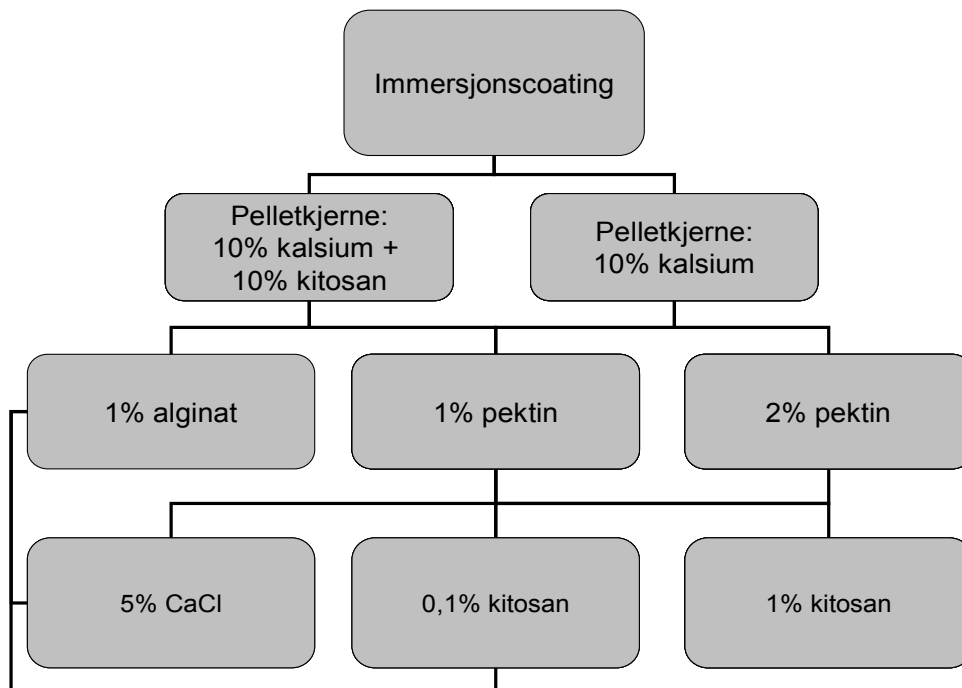 Immersjonscoating
Pelletkjerne:
10% kalsium +
10% kitosan
Pelletkjerne:
10% kalsium
1% alginat
1% pektin
2% pektin
5% CaCl
0,1% kitosan
1% kitosan